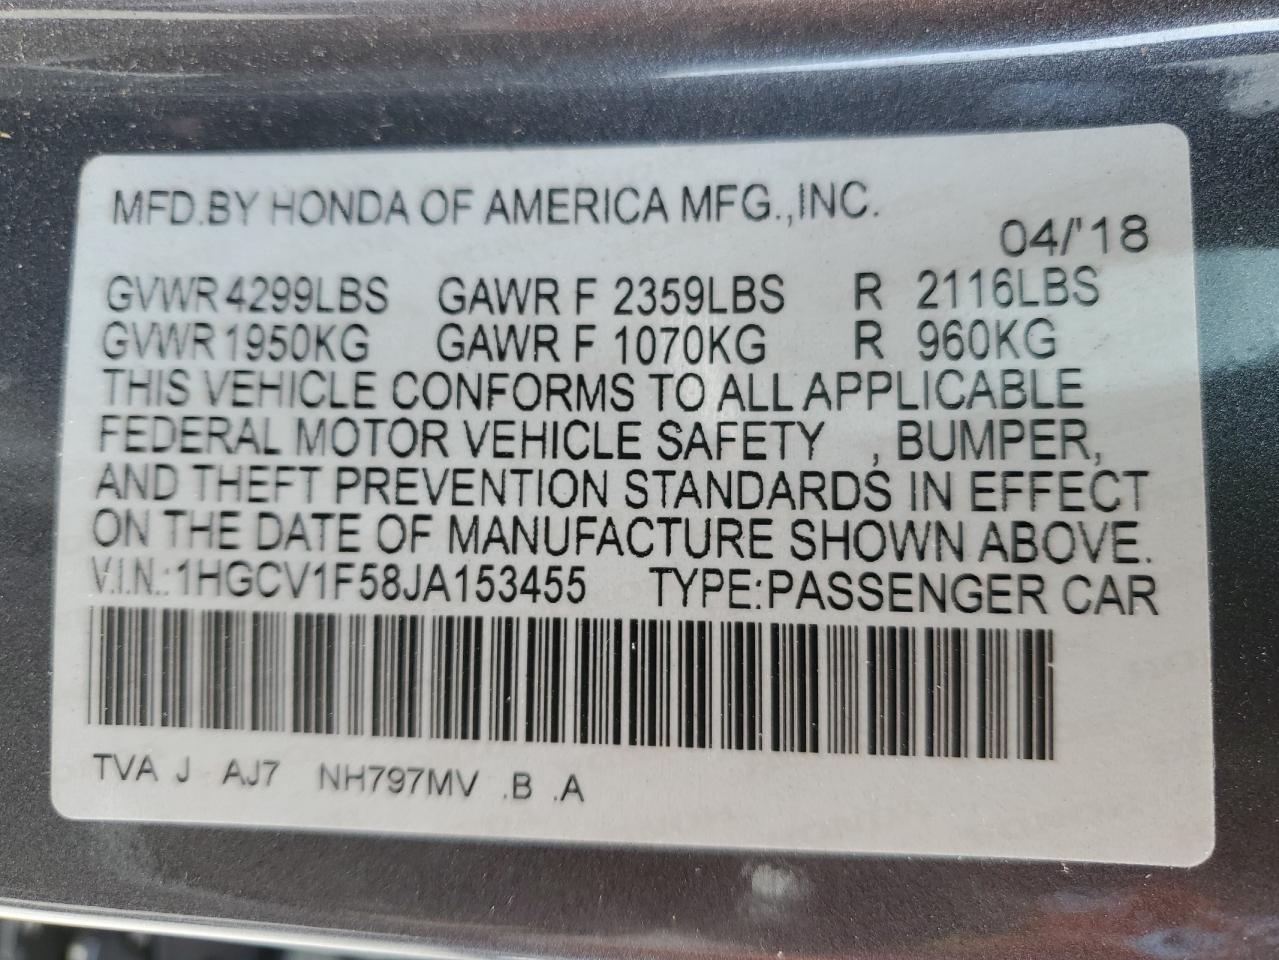 MFD.BY HONDA OF AMERICA MFG.,INC.
04/'18
GVWR 4299LBS GAWR F 2359LBS R 2116LBS
GVWR 1950KG GAWR F 1070KG R 960KG
THIS VEHICLE CONFORMS TO ALL APPLICABLE
FEDERAL MOTOR VEHICLE SAFETY , BUMPER,
AND THEFT PREVENTION STANDARDS IN EFFECT
ON THE DATE OF MANUFACTURE SHOWN ABOVE.
V.I.N.: 1HGCV1F58JA153455 TYPE:PASSENGER CAR
TVA J AJ7 NH797MV .B .A